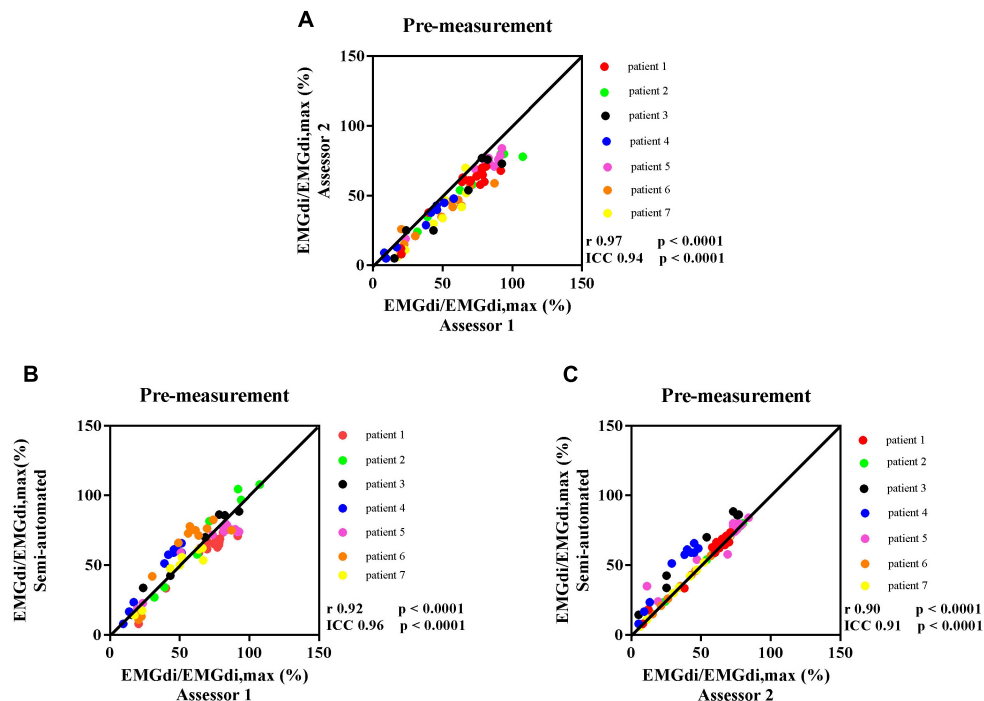 A
Pre-measurement
EMGdi/EMGdi,max (%)
Assessor 2
150
100
50
0
0
50
100
150
EMGdi/EMGdi,max (%)
Assessor 1
patient 1
patient 2
patient 3
patient 4
patient 5
patient 6
patient 7
r 0.97 p < 0.0001
ICC 0.94 p < 0.0001
B
Pre-measurement
EMGdi/EMGdi,max(%)
Semi-automated
150
100
50
0
0
50
100
150
EMGdi/EMGdi,max (%)
Assessor 1
patient 1
patient 2
patient 3
patient 4
patient 5
patient 6
patient 7
r 0.92 p < 0.0001
ICC 0.96 p < 0.0001
C
Pre-measurement
EMGdi/EMGdi,max (%)
Semi-automated
150
100
50
0
0
50
100
150
EMGdi/EMGdi,max (%)
Assessor 2
patient 1
patient 2
patient 3
patient 4
patient 5
patient 6
patient 7
r 0.90 p < 0.0001
ICC 0.91 p < 0.0001